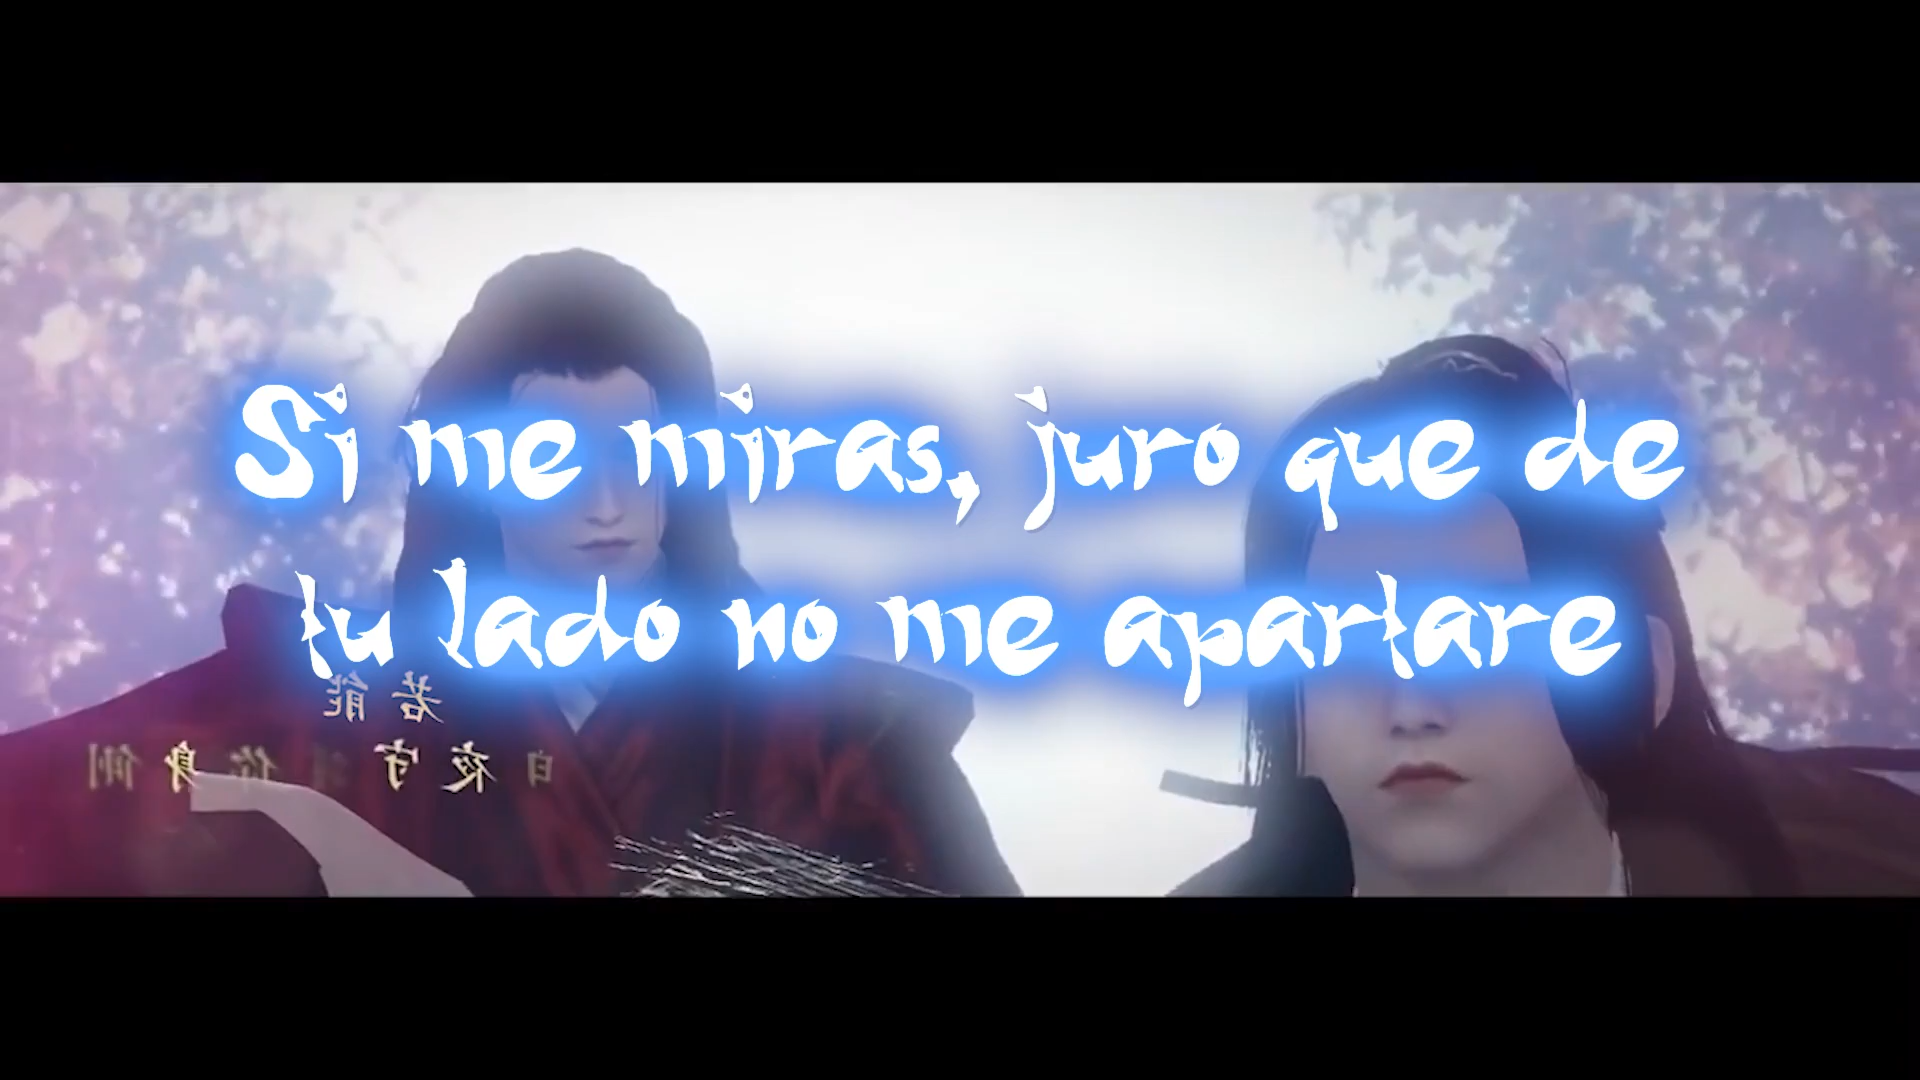 Si me miras, juro que de
tu lado no me apartare
若能
白夜守你身側